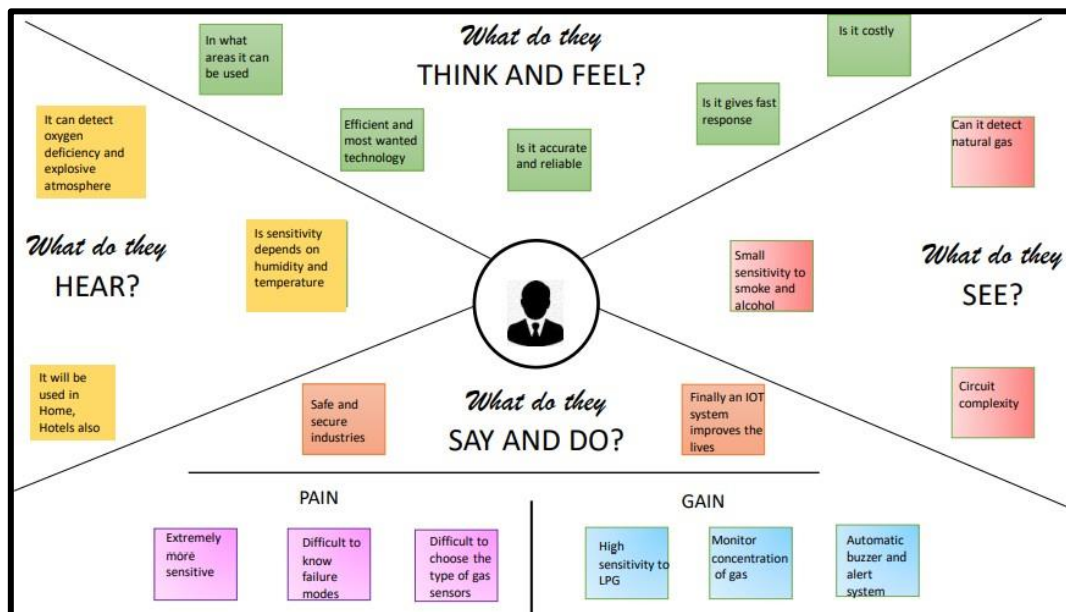 What do they
THINK AND FEEL?
In what
areas it can
be used
Efficient and
most wanted
technology
Is it accurate
and reliable
Is it gives fast
response
Is it costly
It can detect
oxygen
deficiency and
explosive
atmosphere
What do they
HEAR?
Is sensitivity
depends on
humidity and
temperature
It will be
used in
Home,
Hotels also
Can it detect
natural gas
Small
sensitivity to
smoke and
alcohol
What do they
SEE?
Circuit
complexity
Safe and
secure
industries
What do they
SAY AND DO?
Finally an IOT
system
improves the
lives
PAIN
Extremely
more
sensitive
Difficult to
know
failure
modes
Difficult to
choose the
type of gas
sensors
GAIN
High
sensitivity to
LPG
Monitor
concentration
of gas
Automatic
buzzer and
alert
system